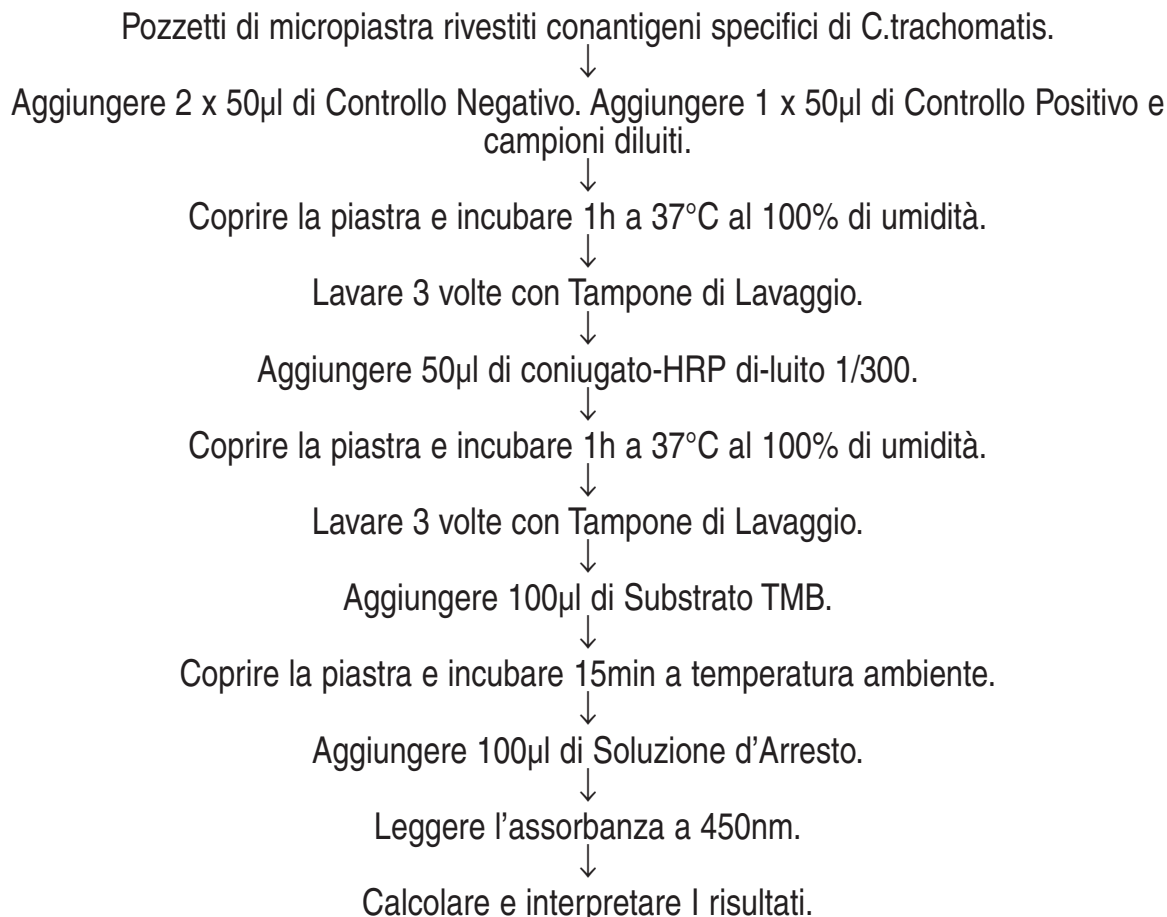 Pozzetti di micropiastra rivestiti conantigeni specifici di C.trachomatis.
↓
Aggiungere 2 x 50µl di Controllo Negativo. Aggiungere 1 x 50µl di Controllo Positivo e
campioni diluiti.
↓
Coprire la piastra e incubare 1h a 37°C al 100% di umidità.
↓
Lavare 3 volte con Tampone di Lavaggio.
↓
Aggiungere 50µl di coniugato-HRP di-luito 1/300.
↓
Coprire la piastra e incubare 1h a 37°C al 100% di umidità.
↓
Lavare 3 volte con Tampone di Lavaggio.
↓
Aggiungere 100µl di Substrato TMB.
↓
Coprire la piastra e incubare 15min a temperatura ambiente.
↓
Aggiungere 100µl di Soluzione d’Arresto.
↓
Leggere l’assorbanza a 450nm.
↓
Calcolare e interpretare I risultati.